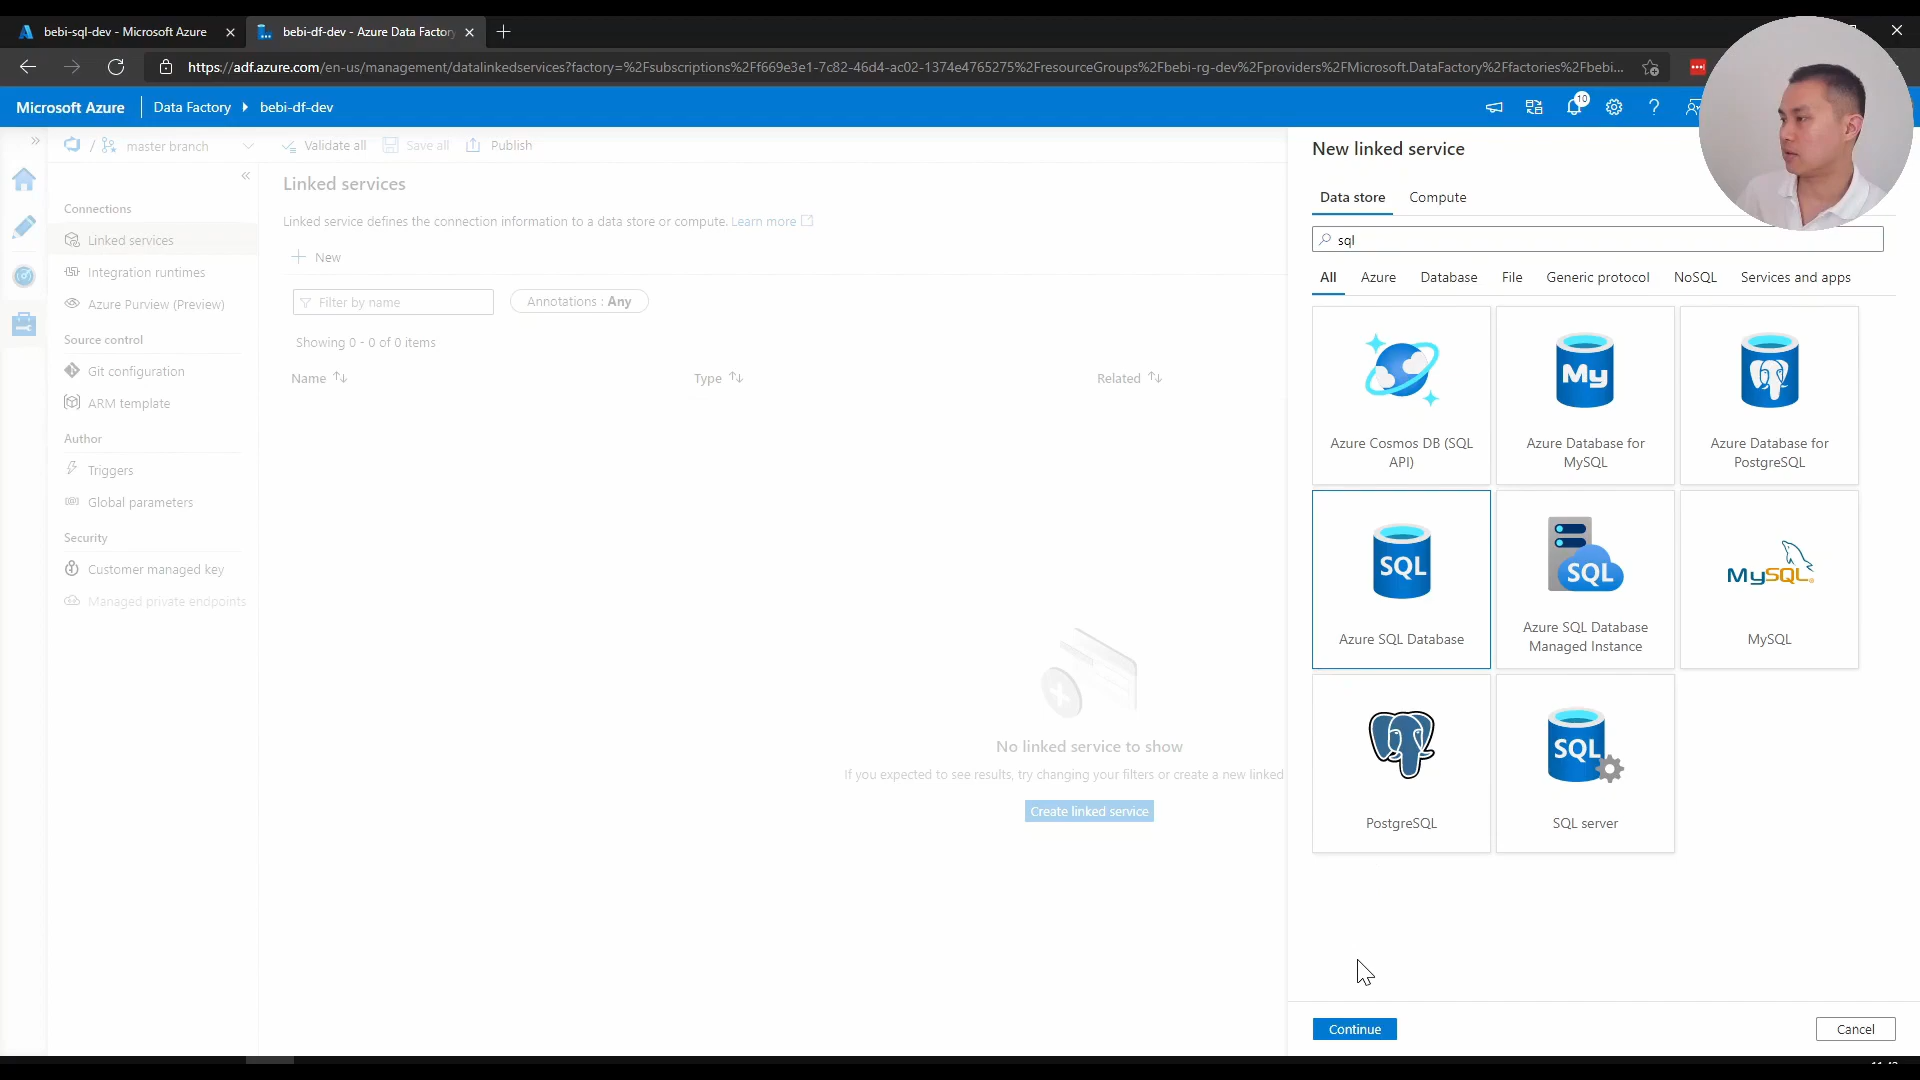 bebi-sql-dev - Microsoft Azure
bebi-df-dev - Azure Data Factory
https://adf.azure.com/en-us/management/datalinkedservices?factory=%2Fsubscriptions%2Ff669e3e1-7c82-46d4-ac02-1374e4765275%2FresourceGroups%2Fbebi-rg-dev%2Fproviders%2FMicrosoft.DataFactory%2Ffactories%2Fbebi...
Microsoft Azure
Data Factory
bebi-df-dev
10
/ master branch
Validate all
Save all
Publish
Connections
Linked services
Integration runtimes
Azure Purview (Preview)
Source control
Git configuration
ARM template
Author
Triggers
Global parameters
Security
Customer managed key
Managed private endpoints
Linked services
Linked service defines the connection information to a data store or compute. Learn more
New
Filter by name
Annotations : Any
Showing 0 - 0 of 0 items
Name
Type
Related
No linked service to show
If you expected to see results, try changing your filters or create a new linked
Create linked service
New linked service
Data store
Compute
sql
All
Azure
Database
File
Generic protocol
NoSQL
Services and apps
Azure Cosmos DB (SQL
API)
My
Azure Database for
MySQL
Azure Database for
PostgreSQL
SQL
Azure SQL Database
SQL
Azure SQL Database
Managed Instance
MySQL
MySQL
PostgreSQL
SQL
SQL server
Continue
Cancel